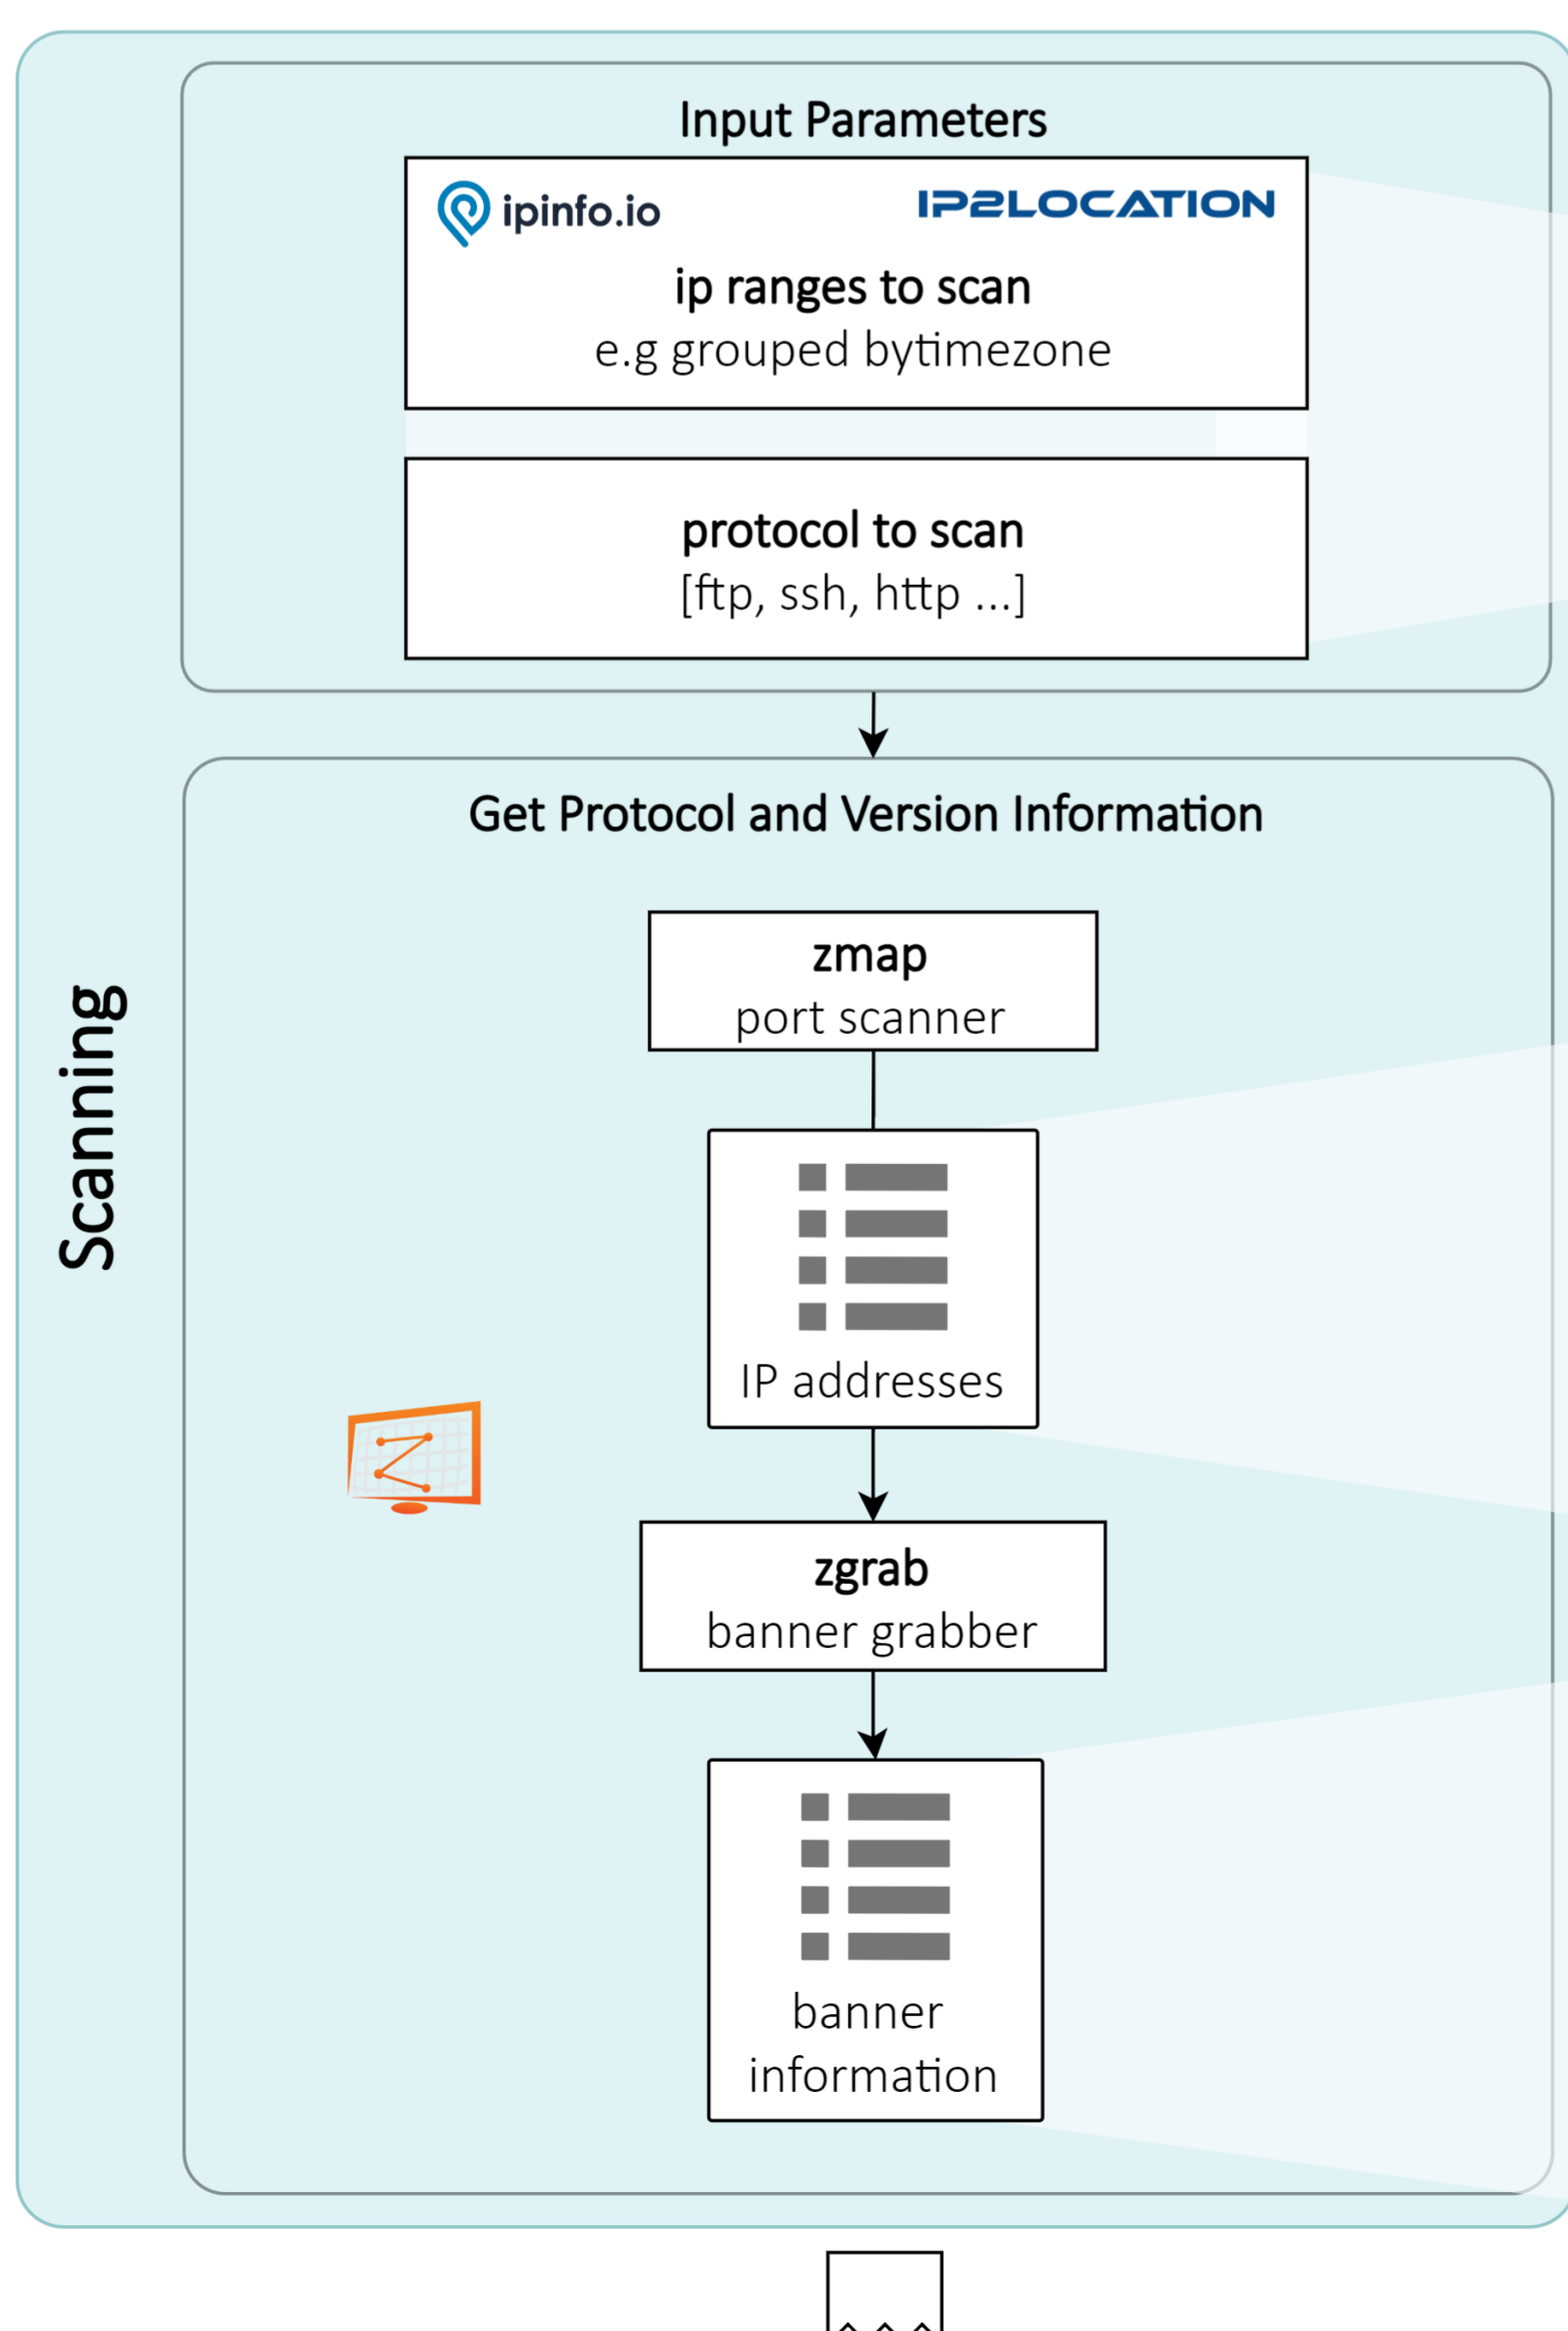 Input Parameters
ipinfo.io
IP2LOCATION
ip ranges to scan
e.g grouped bytimezone
protocol to scan
[ftp, ssh, http ...]
Scanning
Get Protocol and Version Information
zmap
port scanner
IP addresses
zgrab
banner grabber
banner
information